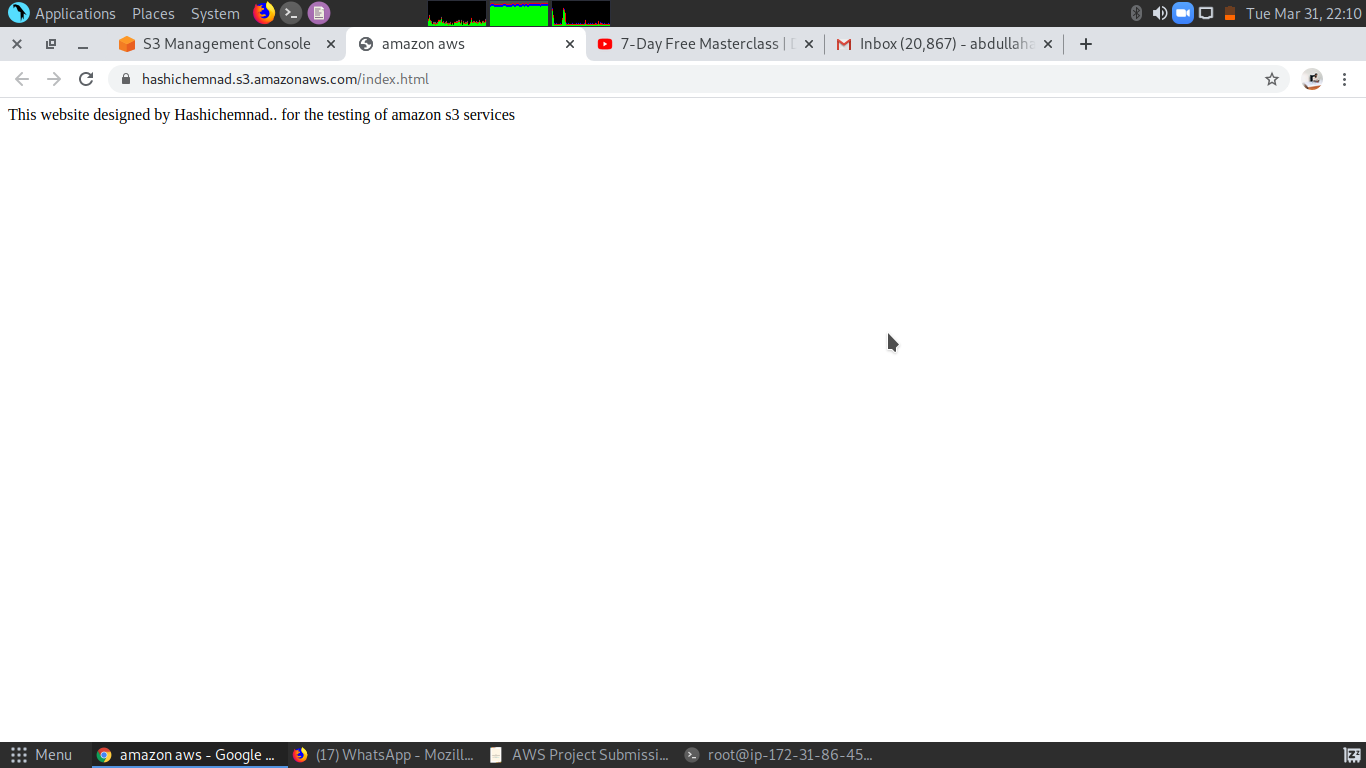 Applications Places System Tue Mar 31, 22:10
S3 Management Console amazon aws 7-Day Free Masterclass | Inbox (20,867) - abdullaha
hashichemnad.s3.amazonaws.com/index.html
This website designed by Hashichemnad.. for the testing of amazon s3 services
Menu amazon aws - Google ... (17) WhatsApp - Mozill... AWS Project Submissi... root@ip-172-31-86-45...